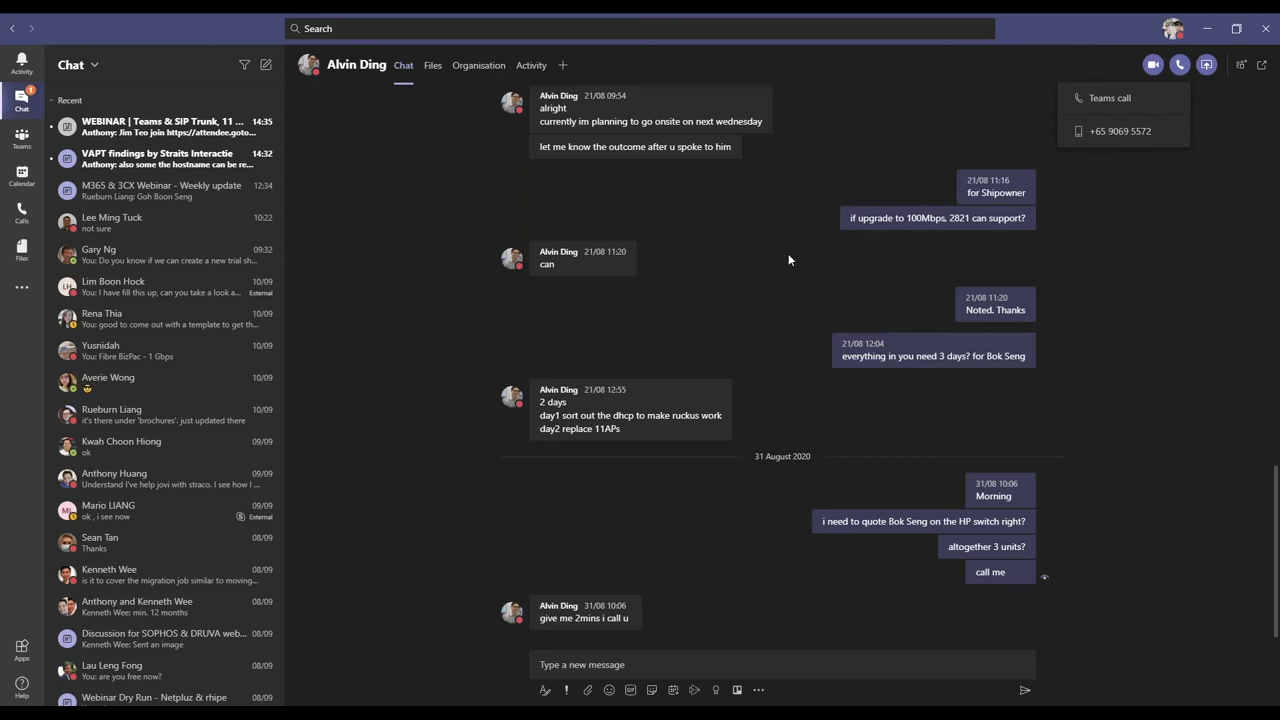 Search
Activity
Chat
1
Teams
Calendar
Calls
Files
Apps
Help
Chat
Recent
WEBINAR | Teams & SIP Trunk, 11 ...
14:35
Anthony: Jim Teo join https://attendee.goto...
VAPT findings by Straits Interactie
14:32
Anthony: also some the hostname can be re...
M365 & 3CX Webinar - Weekly update
12:34
Rueburn Liang: Goh Boon Seng
Lee Ming Tuck
10:22
not sure
Gary Ng
09:32
You: Do you know if we can create a new trial sh...
Lim Boon Hock
10/09
You: I have fill this up, can you take a look a...
External
Rena Thia
10/09
You: good to come out with a template to get th...
Yusnidah
10/09
You: Fibre BizPac - 1 Gbps
Averie Wong
10/09
Rueburn Liang
10/09
it's there under 'brochures'. just updated there
Kwah Choon Hiong
09/09
ok
Anthony Huang
09/09
Understand I've help jovi with straco. I see how I ...
Mario LIANG
09/09
ok , i see now
External
Sean Tan
08/09
Thanks
Kenneth Wee
08/09
is it to cover the migration job similar to moving...
Anthony and Kenneth Wee
08/09
Kenneth Wee: min. 12 months
Discussion for SOPHOS & DRUVA web...
08/09
Kenneth Wee: Sent an image
Lau Leng Fong
08/09
You: are you free now?
Webinar Dry Run - Netpluz & rhipe
08/09
Alvin Ding
Chat
Files
Organisation
Activity
Teams call
+65 9069 5572
Alvin Ding 21/08 09:54
alright
currently im planning to go onsite on next wednesday
let me know the outcome after u spoke to him
21/08 11:16
for Shipowner
if upgrade to 100Mbps, 2821 can support?
Alvin Ding 21/08 11:20
can
21/08 11:20
Noted. Thanks
21/08 12:04
everything in you need 3 days? for Bok Seng
Alvin Ding 21/08 12:55
2 days
day1 sort out the dhcp to make ruckus work
day2 replace 11APs
31 August 2020
31/08 10:06
Morning
i need to quote Bok Seng on the HP switch right?
altogether 3 units?
call me
Alvin Ding 31/08 10:06
give me 2mins i call u
Type a new message